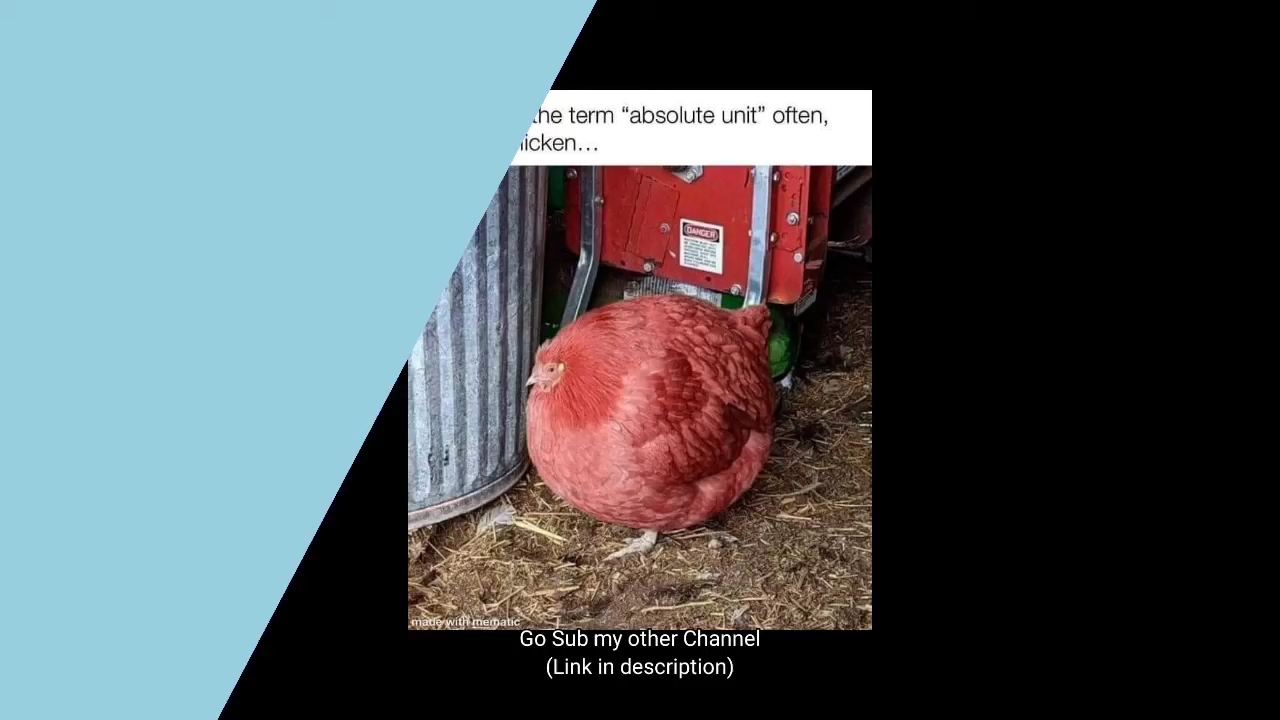 the term “absolute unit” often,
icken…
DANGER
made with mematic
Go Sub my other Channel
(Link in description)